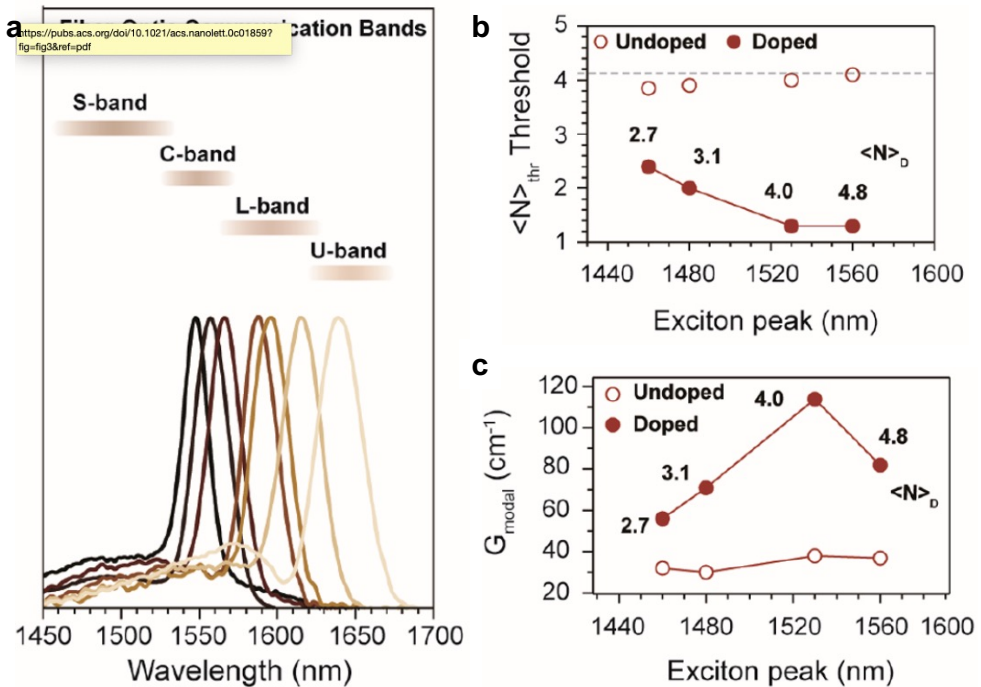 a
https://pubs.acs.org/doi/10.1021/acs.nanolett.0c01859?
fig=fig3&ref=pdf
cation Bands
S-band
C-band
L-band
U-band
1450 1500 1550 1600 1650 1700
Wavelength (nm)
b
Undoped Doped
<N>thr Threshold
5
4
3
2
1
2.7
3.1
4.0
4.8
<N>D
1440 1480 1520 1560 1600
Exciton peak (nm)
c
Undoped
Doped
Gmodal (cm-1)
120
100
80
60
40
20
2.7
3.1
4.0
4.8
<N>D
1440 1480 1520 1560 1600
Exciton peak (nm)